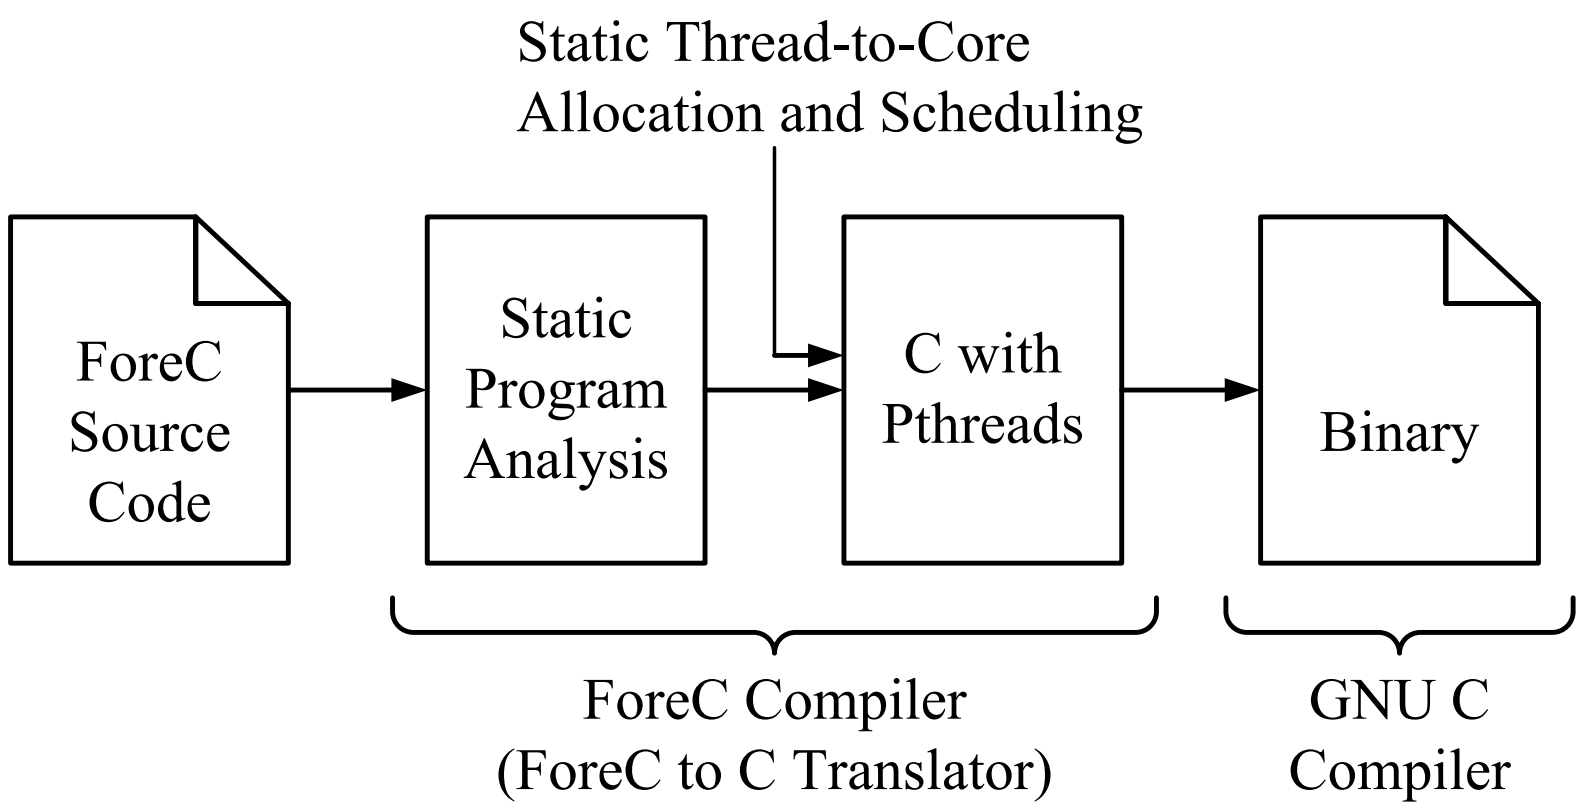 Static Thread-to-Core
Allocation and Scheduling
ForeC
Source
Code
Static
Program
Analysis
C with
Pthreads
Binary
ForeC Compiler
(ForeC to C Translator)
GNU C
Compiler